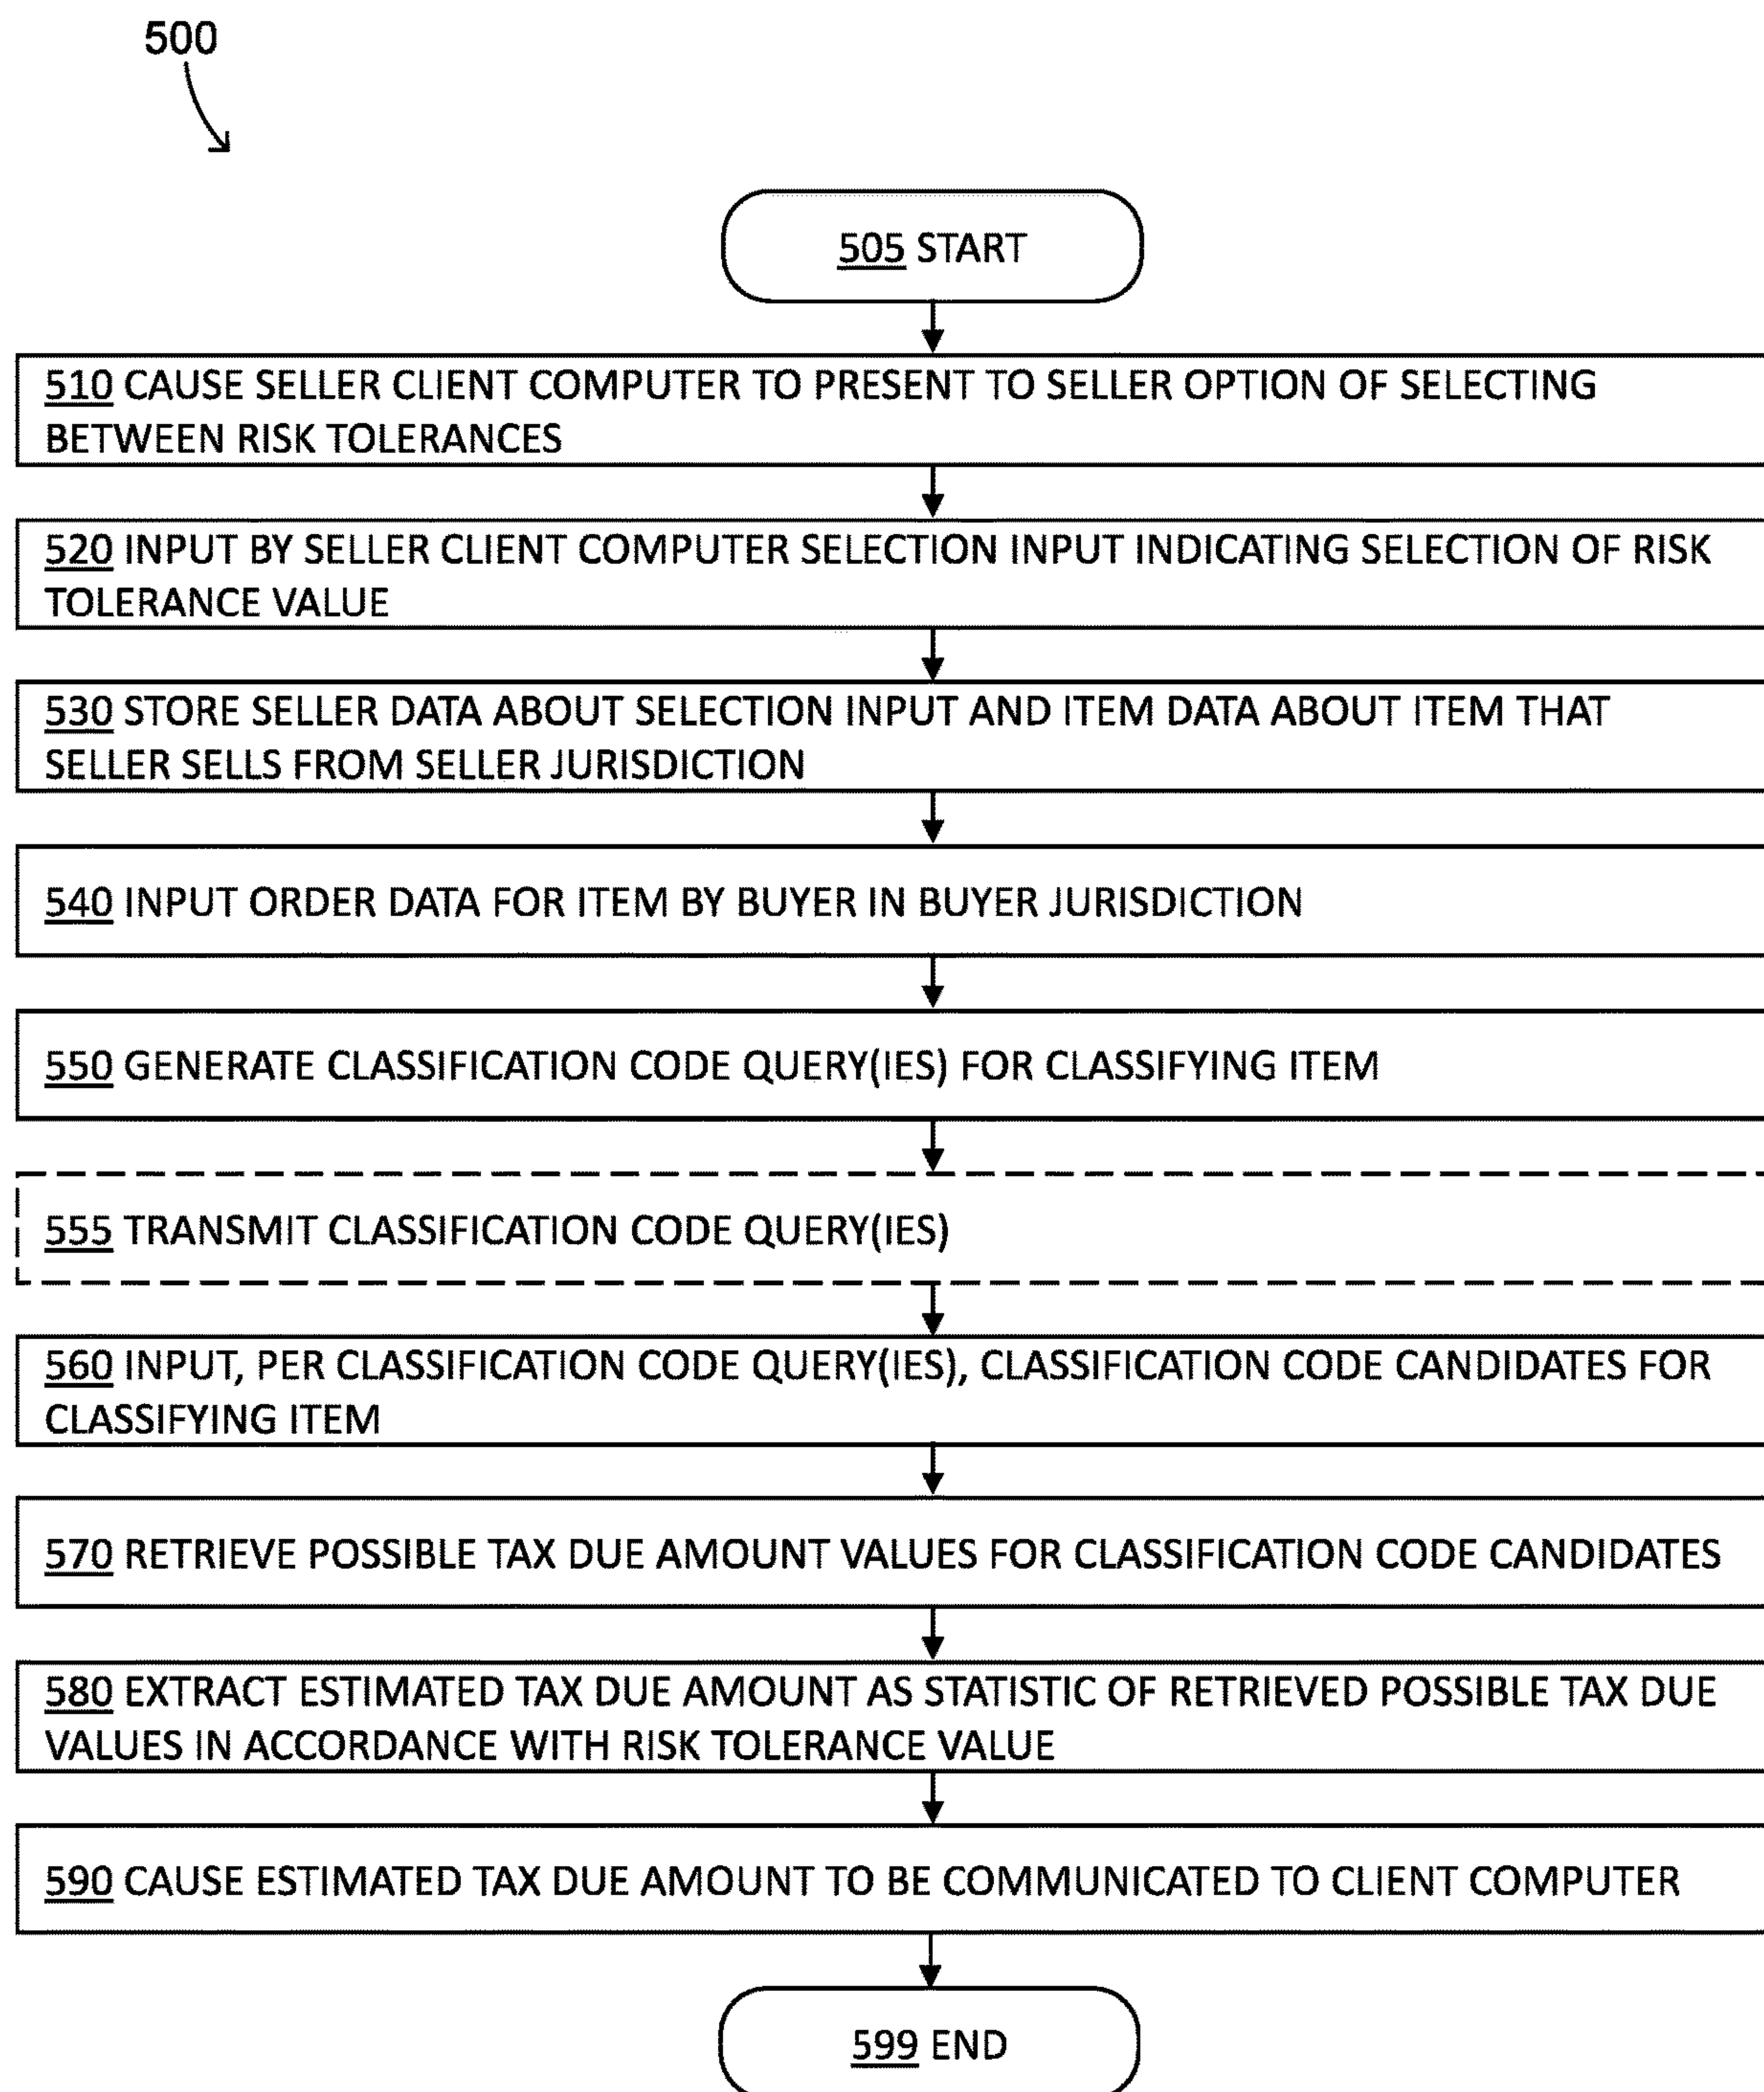 500
505 START
510 CAUSE SELLER CLIENT COMPUTER TO PRESENT TO SELLER OPTION OF SELECTING
BETWEEN RISK TOLERANCES
520 INPUT BY SELLER CLIENT COMPUTER SELECTION INPUT INDICATING SELECTION OF RISK
TOLERANCE VALUE
530 STORE SELLER DATA ABOUT SELECTION INPUT AND ITEM DATA ABOUT ITEM THAT
SELLER SELLS FROM SELLER JURISDICTION
540 INPUT ORDER DATA FOR ITEM BY BUYER IN BUYER JURISDICTION
550 GENERATE CLASSIFICATION CODE QUERY(IES) FOR CLASSIFYING ITEM
555 TRANSMIT CLASSIFICATION CODE QUERY(IES)
560 INPUT, PER CLASSIFICATION CODE QUERY(IES), CLASSIFICATION CODE CANDIDATES FOR
CLASSIFYING ITEM
570 RETRIEVE POSSIBLE TAX DUE AMOUNT VALUES FOR CLASSIFICATION CODE CANDIDATES
580 EXTRACT ESTIMATED TAX DUE AMOUNT AS STATISTIC OF RETRIEVED POSSIBLE TAX DUE
VALUES IN ACCORDANCE WITH RISK TOLERANCE VALUE
590 CAUSE ESTIMATED TAX DUE AMOUNT TO BE COMMUNICATED TO CLIENT COMPUTER
599 END